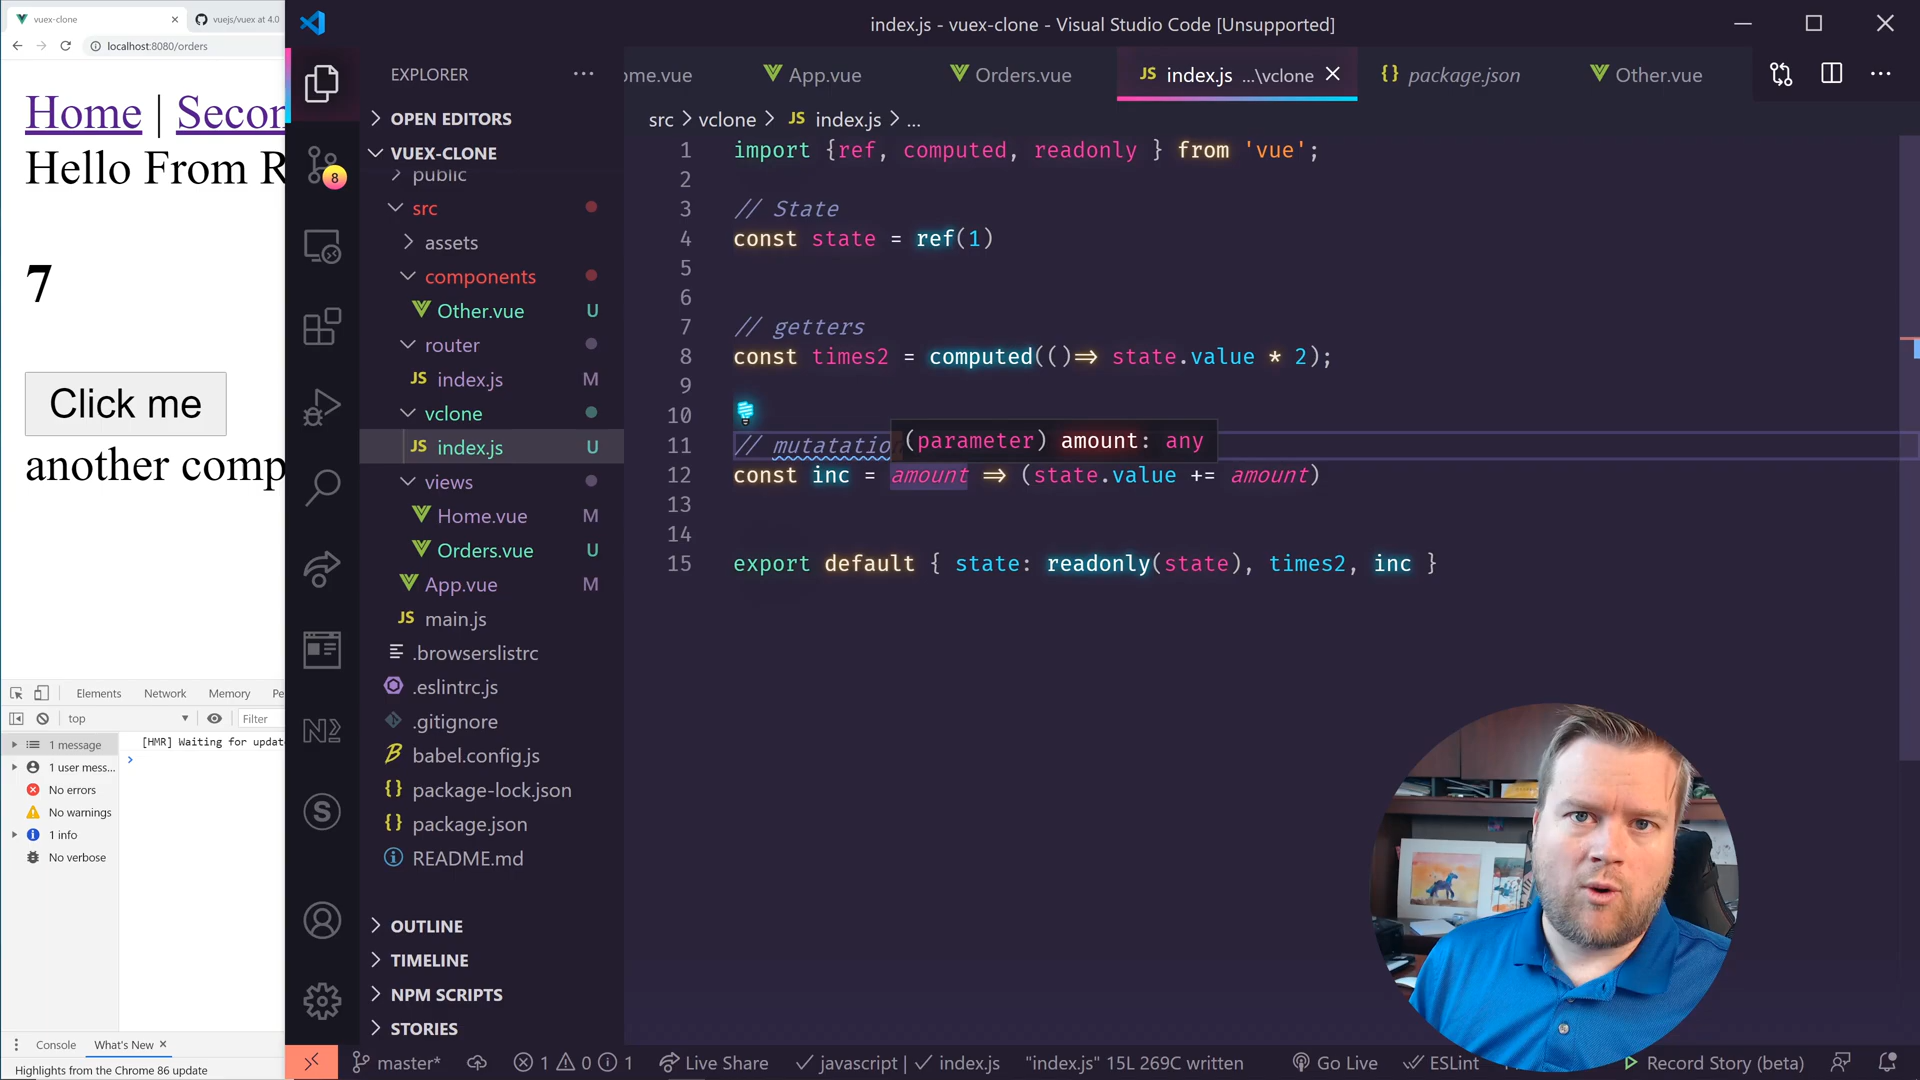 vuex-clone
vuejs/vuex at 4.0
localhost:8080/orders
Home | Secon
Hello From R
7
Click me
another comp
Elements Network Memory Pe
top Filter
1 message
[HMR] Waiting for updat
1 user mess...
No errors
No warnings
1 info
No verbose
Console What's New
Highlights from the Chrome 86 update
index.js - vuex-clone - Visual Studio Code [Unsupported]
EXPLORER
OPEN EDITORS
VUEX-CLONE
public
src
assets
components
Other.vue U
router
index.js M
vclone
index.js U
views
Home.vue M
Orders.vue U
App.vue M
main.js
.browserslistrc
.eslintrc.js
.gitignore
babel.config.js
package-lock.json
package.json
README.md
OUTLINE
TIMELINE
NPM SCRIPTS
STORIES
8
ome.vue App.vue Orders.vue JS index.js ...\vclone {} package.json Other.vue
src > vclone > JS index.js > ...
1 import {ref, computed, readonly } from 'vue';
2
3 // State
4 const state = ref(1)
5
6
7 // getters
8 const times2 = computed(()⇒ state.value * 2);
9
10
11 // mutatatio
(parameter) amount: any
12 const inc = amount ⇒ (state.value += amount)
13
14
15 export default { state: readonly(state), times2, inc }
master* 1 0 1 Live Share javascript | index.js "index.js" 15L 269C written Go Live ESLint Record Story (beta)